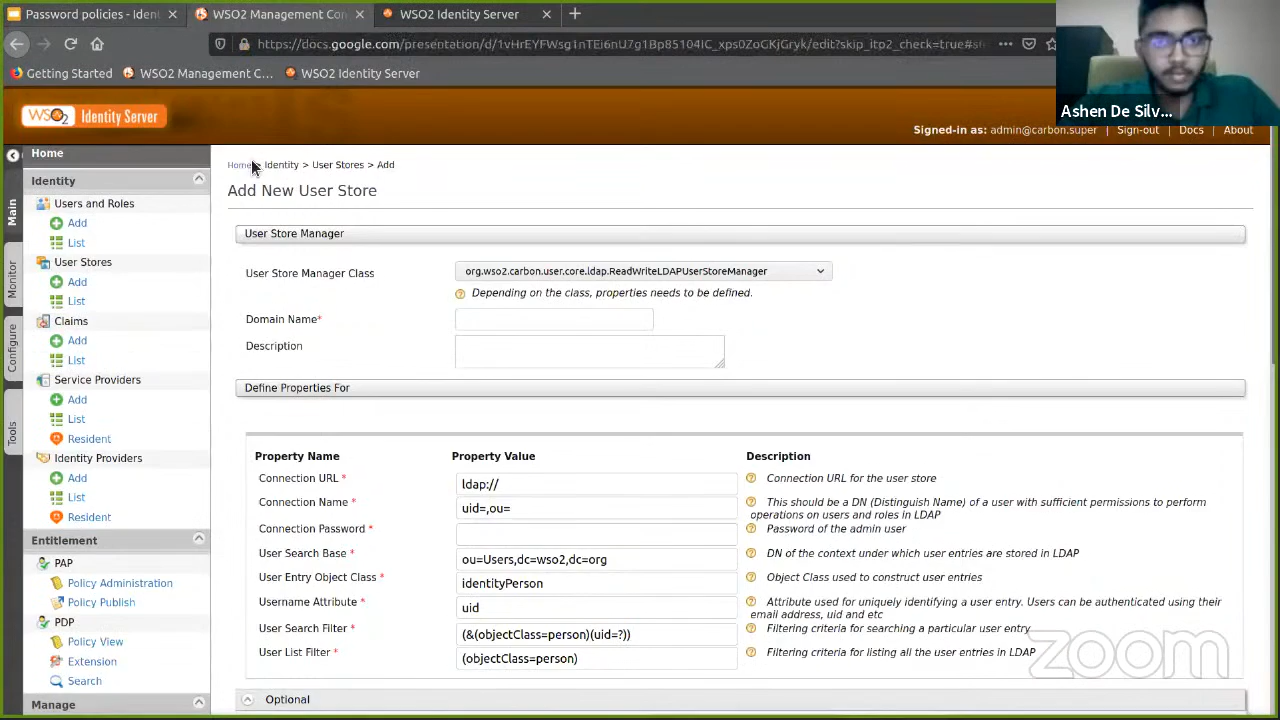 Password policies - Ident
WSO2 Management Con
WSO2 Identity Server
https://docs.google.com/presentation/d/1vHrEYFWsg1nTEi6nU7g1Bp85104IC_xps0ZoGKjGryk/edit?skip_itp2_check=true#s
Getting Started
WSO2 Management C...
WSO2 Identity Server
Ashen De Silv...
WSO2 Identity Server
Signed-in as: admin@carbon.super | Sign-out | Docs | About
Main
Monitor
Configure
Tools
Home
Identity
Users and Roles
Add
List
User Stores
Add
List
Claims
Add
List
Service Providers
Add
List
Resident
Identity Providers
Add
List
Resident
Entitlement
PAP
Policy Administration
Policy Publish
PDP
Policy View
Extension
Search
Manage
Home > Identity > User Stores > Add
Add New User Store
User Store Manager
User Store Manager Class
org.wso2.carbon.user.core.ldap.ReadWriteLDAPUserStoreManager
Depending on the class, properties needs to be defined.
Domain Name*
Description
Define Properties For
Property Name Property Value Description
Connection URL * ldap:// Connection URL for the user store
Connection Name * uid=,ou= This should be a DN (Distinguish Name) of a user with sufficient permissions to perform
operations on users and roles in LDAP
Connection Password * Password of the admin user
User Search Base * ou=Users,dc=wso2,dc=org DN of the context under which user entries are stored in LDAP
User Entry Object Class * identityPerson Object Class used to construct user entries
Username Attribute * uid Attribute used for uniquely identifying a user entry. Users can be authenticated using their
email address, uid and etc
User Search Filter * (&(objectClass=person)(uid=?)) Filtering criteria for searching a particular user entry
User List Filter * (objectClass=person) Filtering criteria for listing all the user entries in LDAP
Optional
zoom